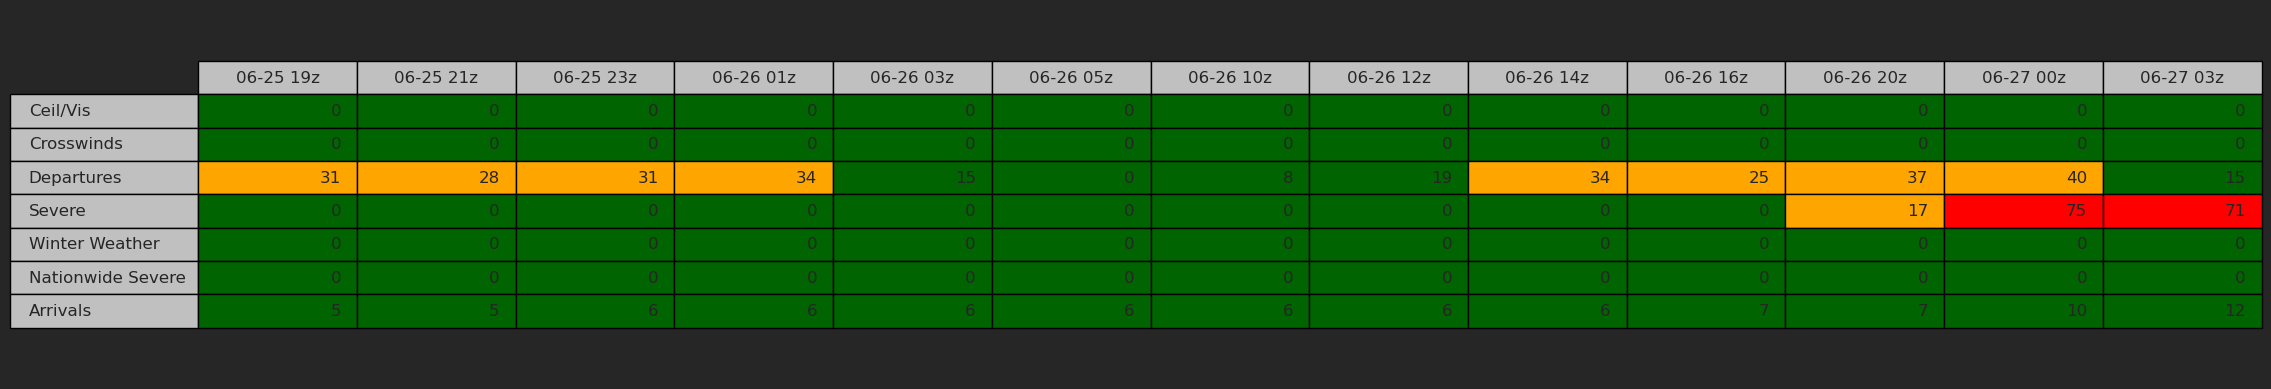 06-25 19z 06-25 21z 06-25 23z 06-26 01z 06-26 03z 06-26 05z 06-26 10z 06-26 12z 06-26 14z 06-26 16z 06-26 20z 06-27 00z 06-27 03z
Ceil/Vis 0 0 0 0 0 0 0 0 0 0 0 0 0
Crosswinds 0 0 0 0 0 0 0 0 0 0 0 0 0
Departures 31 28 31 34 15 0 8 19 34 25 37 40 15
Severe 0 0 0 0 0 0 0 0 0 0 17 75 71
Winter Weather 0 0 0 0 0 0 0 0 0 0 0 0 0
Nationwide Severe 0 0 0 0 0 0 0 0 0 0 0 0 0
Arrivals 5 5 6 6 6 6 6 6 6 7 7 10 12